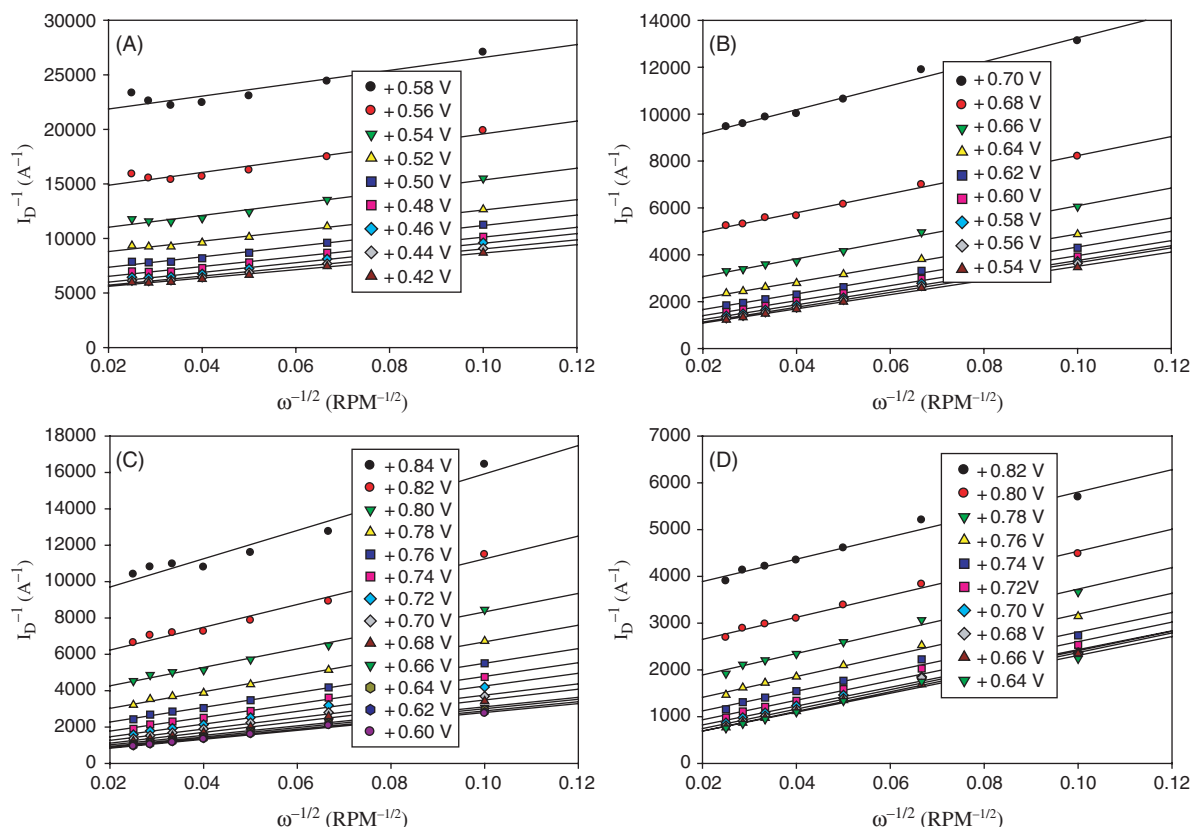 (A)
30000
25000
20000
15000
10000
5000
0
I_D⁻¹ (A⁻¹)
+0.58 V
+0.56 V
+0.54 V
+0.52 V
+0.50 V
+0.48 V
+0.46 V
+0.44 V
+0.42 V
0.02 0.04 0.06 0.08 0.10 0.12
ω⁻¹/² (RPM⁻¹/²)
(B)
14000
12000
10000
8000
6000
4000
2000
0
I_D⁻¹ (A⁻¹)
+0.70 V
+0.68 V
+0.66 V
+0.64 V
+0.62 V
+0.60 V
+0.58 V
+0.56 V
+0.54 V
0.02 0.04 0.06 0.08 0.10 0.12
ω⁻¹/² (RPM⁻¹/²)
(C)
18000
16000
14000
12000
10000
8000
6000
4000
2000
0
I_D⁻¹ (A⁻¹)
+0.84 V
+0.82 V
+0.80 V
+0.78 V
+0.76 V
+0.74 V
+0.72 V
+0.70 V
+0.68 V
+0.66 V
+0.64 V
+0.62 V
+0.60 V
0.02 0.04 0.06 0.08 0.10 0.12
ω⁻¹/² (RPM⁻¹/²)
(D)
7000
6000
5000
4000
3000
2000
1000
0
I_D⁻¹ (A⁻¹)
+0.82 V
+0.80 V
+0.78 V
+0.76 V
+0.74 V
+0.72V
+0.70 V
+0.68 V
+0.66 V
+0.64 V
0.02 0.04 0.06 0.08 0.10 0.12
ω⁻¹/² (RPM⁻¹/²)